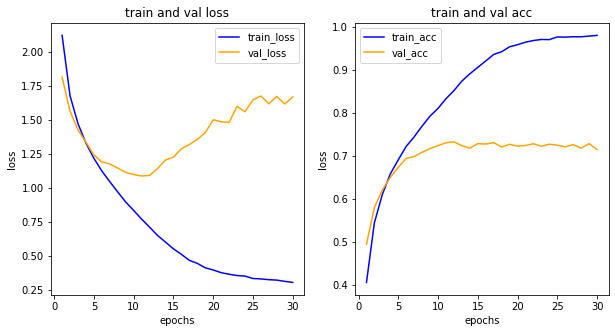 train and val loss
train_loss
val_loss
2.00
1.75
1.50
1.25
1.00
0.75
0.50
0.25
loss
0 5 10 15 20 25 30
epochs
train and val acc
train_acc
val_acc
1.0
0.9
0.8
0.7
0.6
0.5
0.4
loss
0 5 10 15 20 25 30
epochs